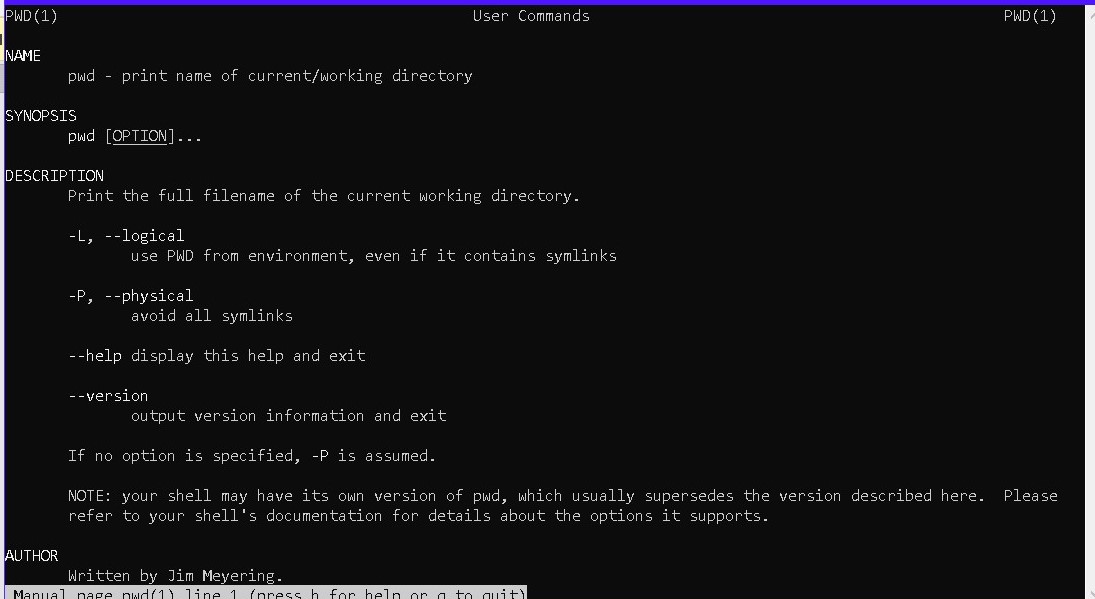 PWD(1) User Commands PWD(1)
NAME
pwd - print name of current/working directory
SYNOPSIS
pwd [OPTION]...
DESCRIPTION
Print the full filename of the current working directory.
-L, --logical
use PWD from environment, even if it contains symlinks
-P, --physical
avoid all symlinks
--help display this help and exit
--version
output version information and exit
If no option is specified, -P is assumed.
NOTE: your shell may have its own version of pwd, which usually supersedes the version described here. Please
refer to your shell's documentation for details about the options it supports.
AUTHOR
Written by Jim Meyering.
Manual page pwd(1) line 1 (press h for help or q to quit)